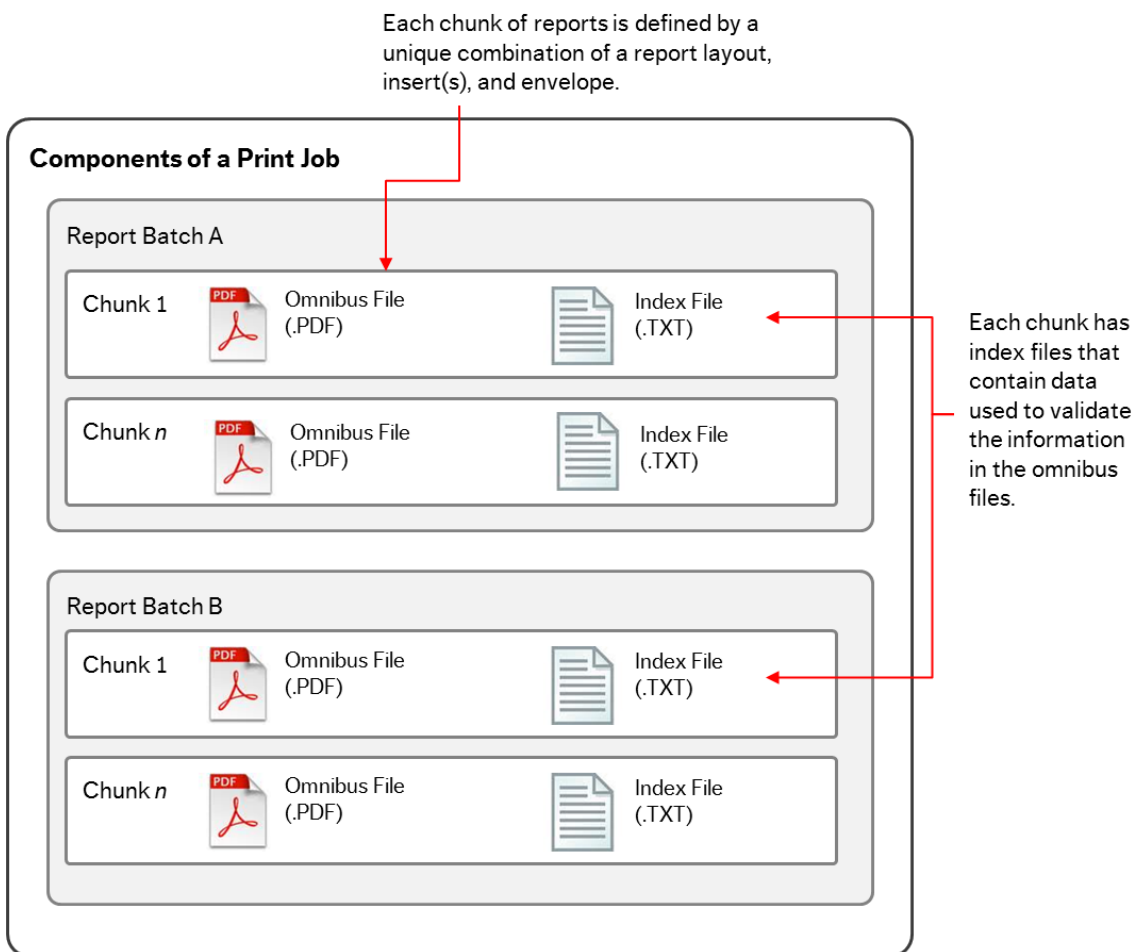 Each chunk of reports is defined by a
unique combination of a report layout,
insert(s), and envelope.
Components of a Print Job
Report Batch A
Chunk 1
PDF
Omnibus File
(.PDF)
Index File
(.TXT)
Chunk n
PDF
Omnibus File
(.PDF)
Index File
(.TXT)
Each chunk has
index files that
contain data
used to validate
the information
in the omnibus
files.
Report Batch B
Chunk 1
PDF
Omnibus File
(.PDF)
Index File
(.TXT)
Chunk n
PDF
Omnibus File
(.PDF)
Index File
(.TXT)